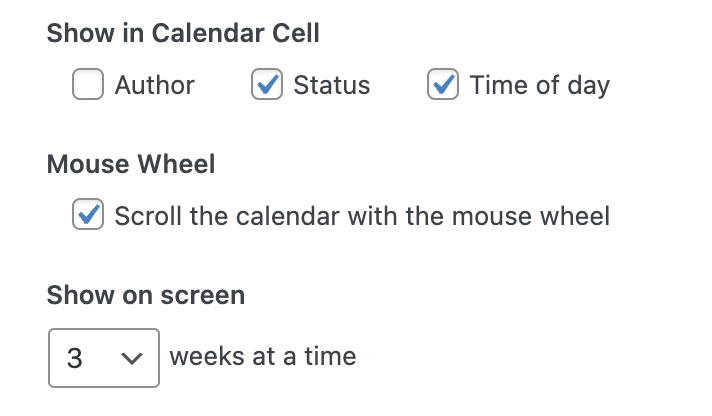 Show in Calendar Cell
Author Status Time of day
Mouse Wheel
Scroll the calendar with the mouse wheel
Show on screen
3 weeks at a time